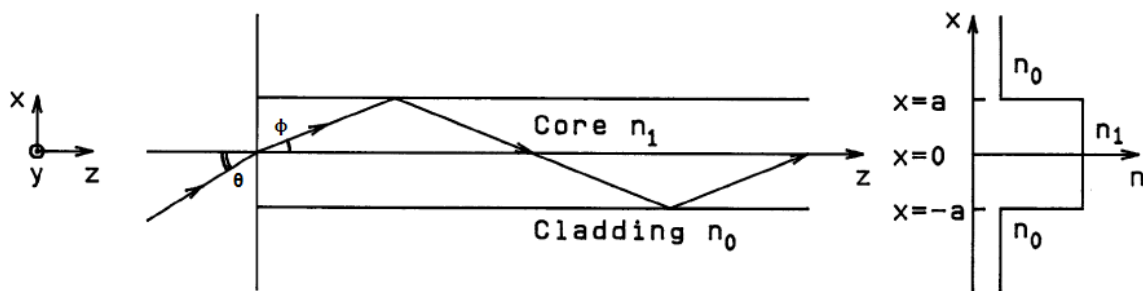 x
y
z
θ
φ
Core n₁
Cladding n₀
z
x
n₀
x=a
n₁
x=0
n
x=-a
n₀